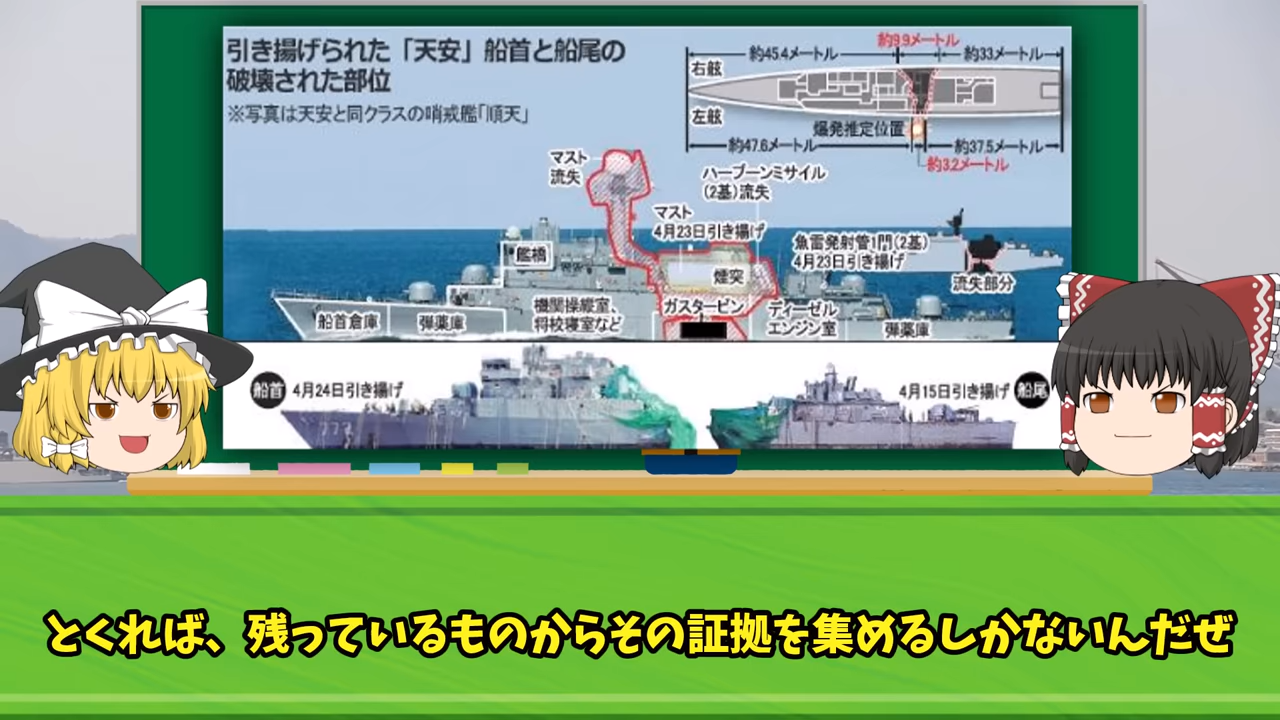 引き揚げられた「天安」船首と船尾の
破壊された部位
※写真は天安と同クラスの哨戒艦「順天」
約9.9メートル
約45.4メートル
約33メートル
右舷
左舷
爆発推定位置
約47.6メートル
約37.5メートル
約3.2メートル
マスト
流失
ハープーンミサイル
(2基)流失
マスト
4月23日引き揚げ
魚雷発射管1門(2基)
4月23日引き揚げ
流失部分
艦橋
煙突
船首倉庫
弾薬庫
機関操縦室、
将校寝室など
ガスタービン
ディーゼル
エンジン室
弾薬庫
船首
4月24日引き揚げ
4月15日引き揚げ
船尾
とくれば、残っているものからその証拠を集めるしかないんだぜ